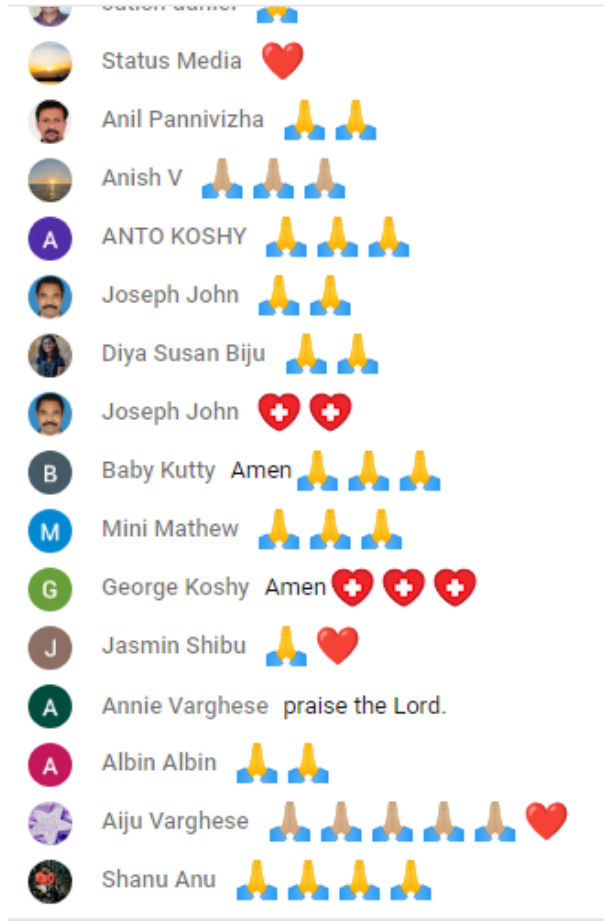 daniel
Status Media
Anil Pannivizha
Anish V
A ANTO KOSHY
Joseph John
Diya Susan Biju
Joseph John
B Baby Kutty Amen
M Mini Mathew
G George Koshy Amen
J Jasmin Shibu
A Annie Varghese praise the Lord.
A Albin Albin
Aiju Varghese
Shanu Anu